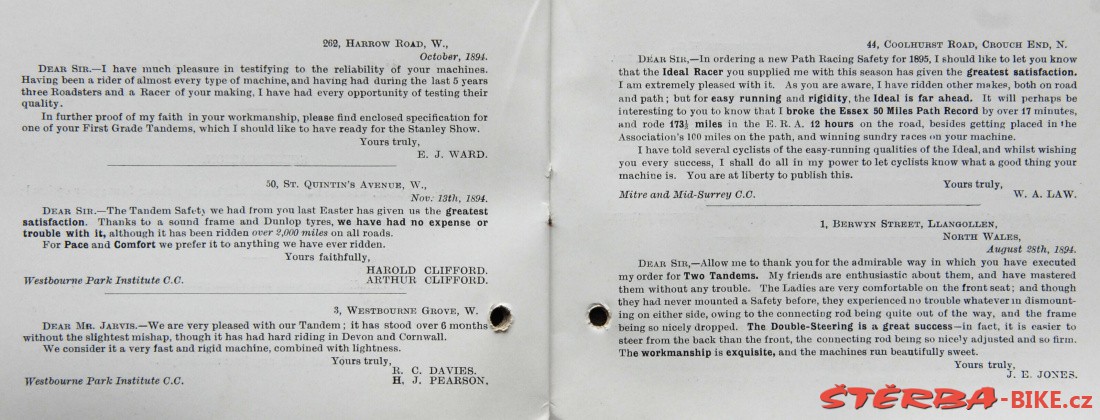 262, HARROW ROAD, W.,
October, 1894.
DEAR SIR.—I have much pleasure in testifying to the reliability of your machines.
Having been a rider of almost every type of machine, and having had during the last 5 years
three Roadsters and a Racer of your making, I have had every opportunity of testing their
quality.
In further proof of my faith in your workmanship, please find enclosed specification for
one of your First Grade Tandems, which I should like to have ready for the Stanley Show.
Yours truly,
E. J. WARD.
50, ST. QUINTIN'S AVENUE, W.,
Nov. 13th, 1894.
DEAR SIR—The Tandem Safety we had from you last Easter has given us the greatest
satisfaction. Thanks to a sound frame and Dunlop tyres, we have had no expense or
trouble with it, although it has been ridden over 2,000 miles on all roads.
For Pace and Comfort we prefer it to anything we have ever ridden.
Yours faithfully,
HAROLD CLIFFORD.
Westbourne Park Institute C.C. ARTHUR CLIFFORD.
3, WESTBOURNE GROVE, W.
DEAR MR. JARVIS.—We are very pleased with our Tandem; it has stood over 6 months
without the slightest mishap, though it has had hard riding in Devon and Cornwall.
We consider it a very fast and rigid machine, combined with lightness.
Yours truly,
R. C. DAVIES.
Westbourne Park Institute C.C. H. J. PEARSON,
44, COOLHURST ROAD, CROUCH END, N.
DEAR SIR,—In ordering a new Path Racing Safety for 1895, I should like to let you know
that the Ideal Racer you supplied me with this season has given the greatest satisfaction.
I am extremely pleased with it. As you are aware, I have ridden other makes, both on road
and path; but for easy running and rigidity, the Ideal is far ahead. It will perhaps be
interesting to you to know that I broke the Essex 50 Miles Path Record by over 17 minutes,
and rode 173½ miles in the E. R. A. 12 hours on the road, besides getting placed in the
Association's 100 miles on the path, and winning sundry races on your machine.
I have told several cyclists of the easy-running qualities of the Ideal, and whilst wishing
you every success, I shall do all in my power to let cyclists know what a good thing your
machine is. You are at liberty to publish this.
Yours truly,
Mitre and Mid-Surrey C.C. W. A. LAW.
1, BERWYN STREET, LLANGOLLEN,
NORTH WALES,
August 28th, 1894.
DEAR SIR,—Allow me to thank you for the admirable way in which you have executed
my order for Two Tandems. My friends are enthusiastic about them, and have mastered
them without any trouble. The Ladies are very comfortable on the front seat; and though
they had never mounted a Safety before, they experienced no trouble whatever in dismount-
ing on either side, owing to the connecting rod being quite out of the way, and the frame
being so nicely dropped. The Double-Steering is a great success—in fact, it is easier to
steer from the back than the front, the connecting rod being so nicely adjusted and so firm.
The workmanship is exquisite, and the machines run beautifully sweet.
Yours truly,
J. E. JONES.
ŠTĚRBA-BIKE.cz